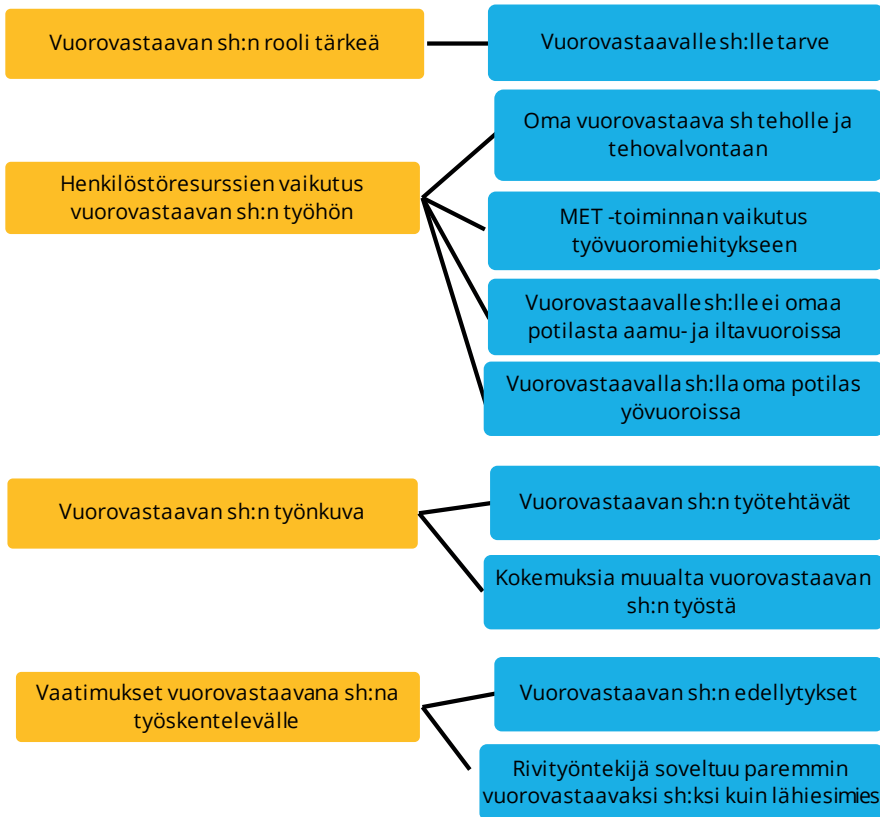 Vuorovastaavan sh:n rooli tärkeä
Vuorovastaavalle sh:lle tarve
Henkilöstöresurssien vaikutus
vuorovastaavan sh:n työhön
Oma vuorovastaava sh teholle ja
tehovalvontaan
MET -toiminnan vaikutus
työvuoromiehitykseen
Vuorovastaavalle sh:lle ei omaa
potilasta aamu- ja iltavuoroissa
Vuorovastaavalla sh:lla oma potilas
yövuoroissa
Vuorovastaavan sh:n työnkuva
Vuorovastaavan sh:n työtehtävät
Kokemuksia muualta vuorovastaavan
sh:n työstä
Vaatimukset vuorovastaavana sh:na
työskentelevälle
Vuorovastaavan sh:n edellytykset
Rivityöntekijä soveltuu paremmin
vuorovastaavaksi sh:ksi kuin lähiesimies